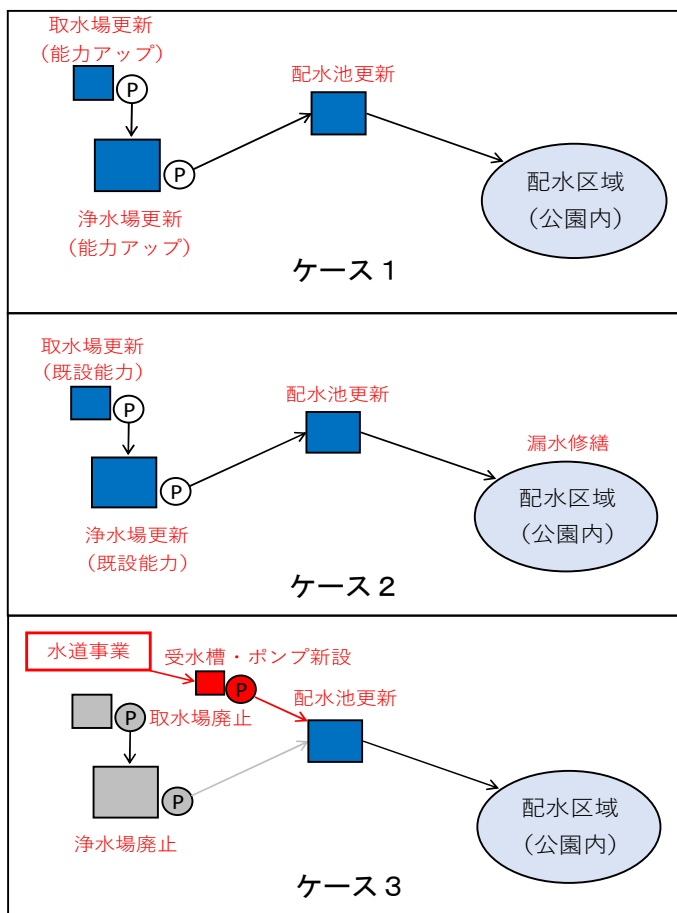 取水場更新
(能力アップ)
P
配水池更新
P
浄水場更新
(能力アップ)
配水区域
(公園内)
ケース1
取水場更新
(既設能力)
P
配水池更新
漏水修繕
P
浄水場更新
(既設能力)
配水区域
(公園内)
ケース2
水道事業
受水槽・ポンプ新設
P
配水池更新
P
取水場廃止
P
浄水場廃止
配水区域
(公園内)
ケース3